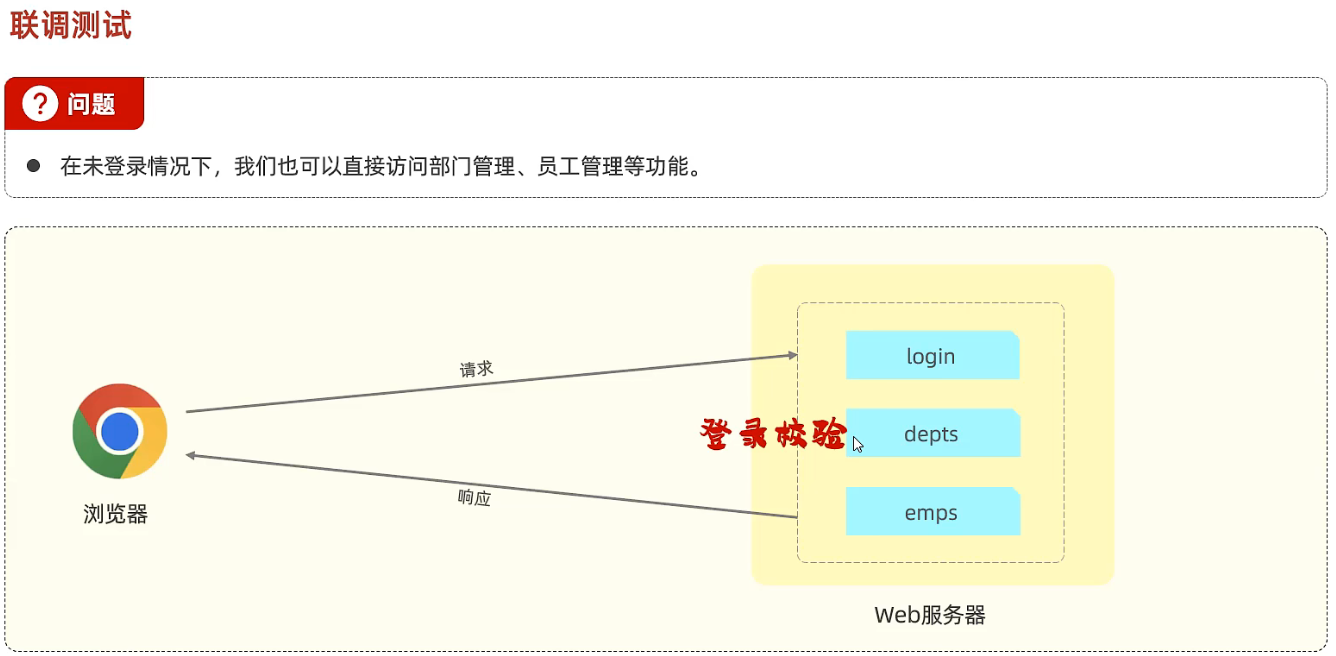 联调测试
? 问题
● 在未登录情况下，我们也可以直接访问部门管理、员工管理等功能。
请求
login
登录校验
depts
响应
emps
浏览器
Web服务器